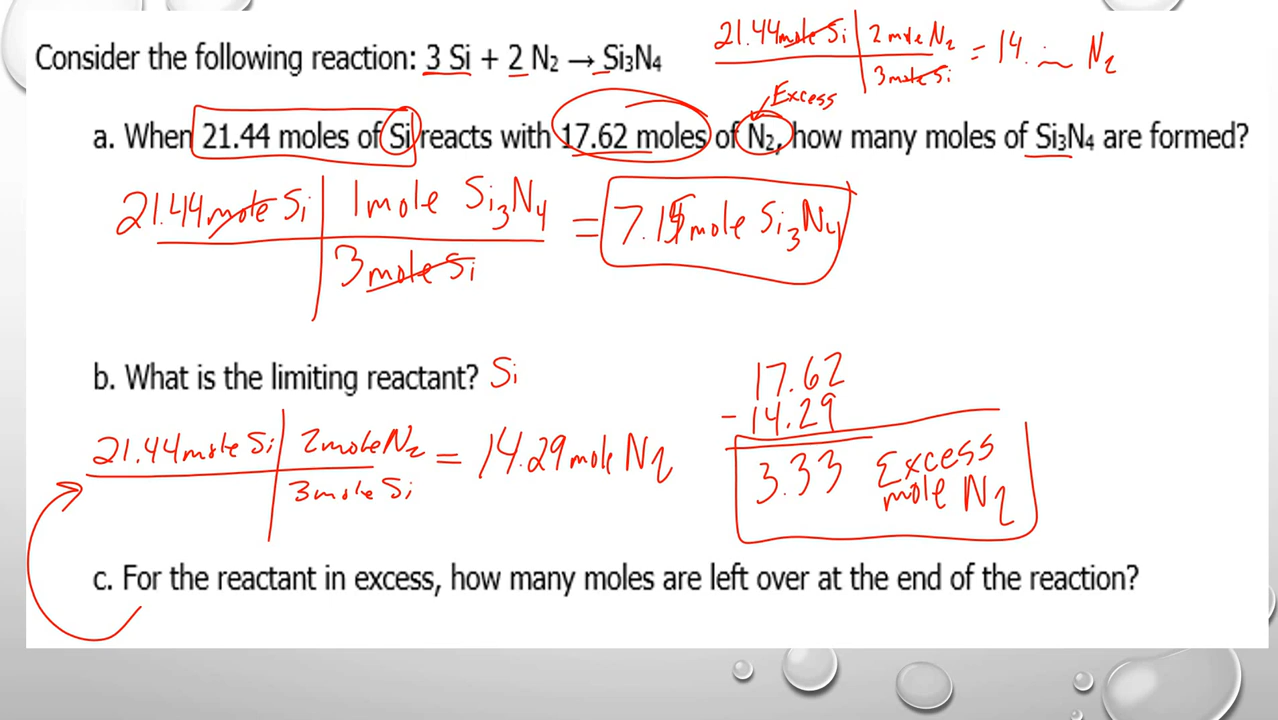 21.44 mole Si | 2 mole N₂ = 14. N₂
3 mole Si
Consider the following reaction: 3 Si + 2 N₂ → Si₃N₄
Excess
a. When 21.44 moles of Si reacts with 17.62 moles of N₂, how many moles of Si₃N₄ are formed?
21.44 mole Si | 1 mole Si₃N₄ = 7.15 mole Si₃N₄
3 mole Si
b. What is the limiting reactant? Si
17.62
- 14.29
21.44 mole Si | 2 mole N₂ = 14.29 mole N₂
3 mole Si
3.33 Excess
mole N₂
c. For the reactant in excess, how many moles are left over at the end of the reaction?